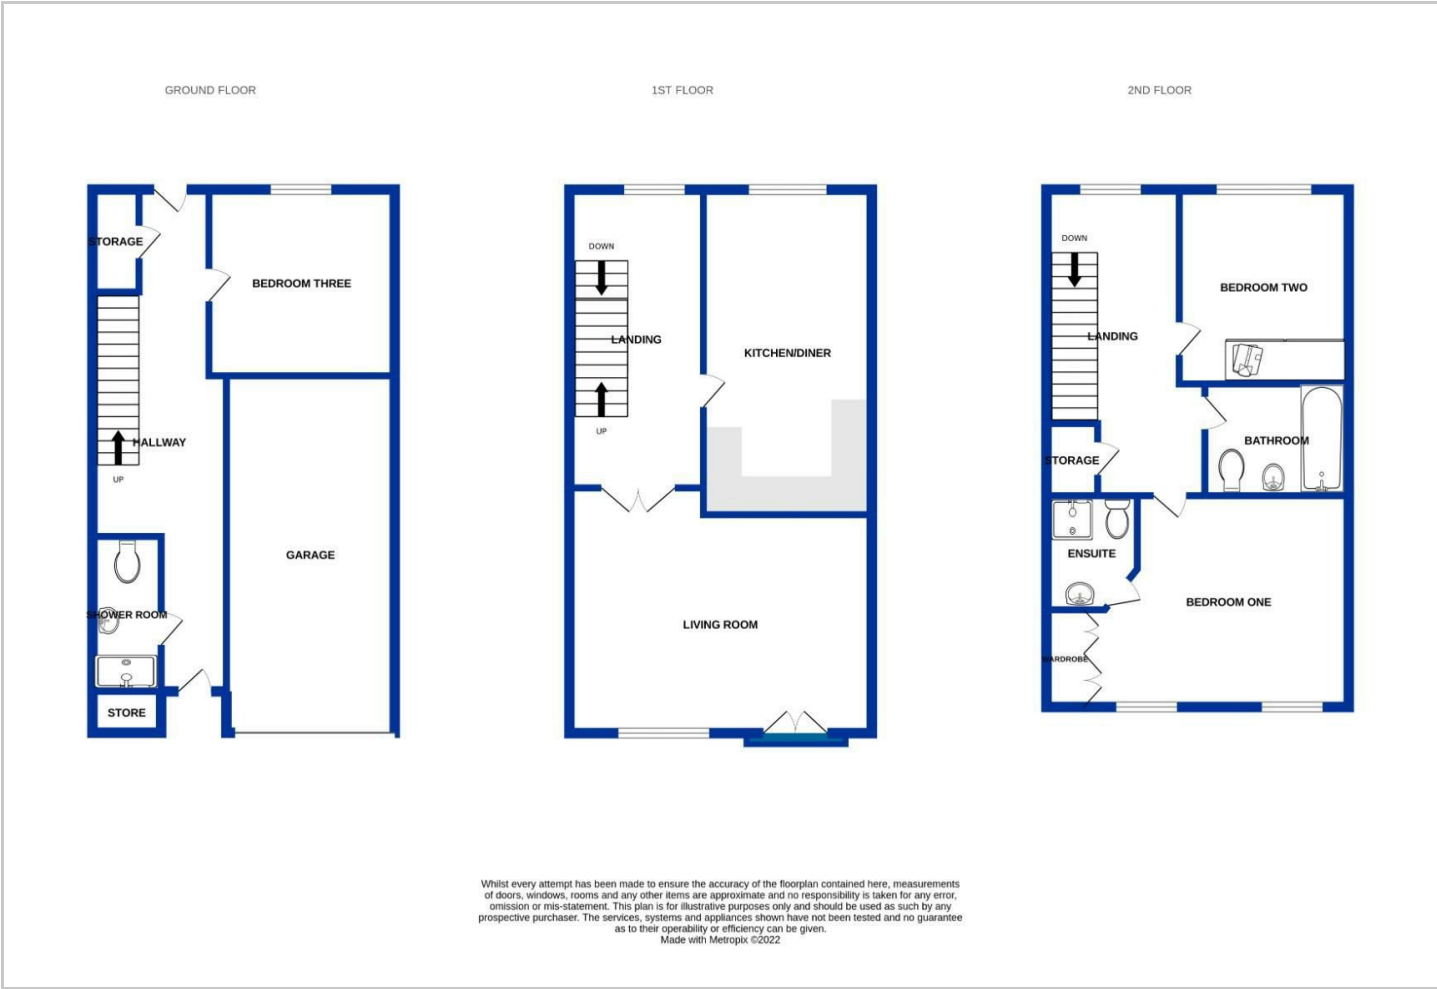 GROUND FLOOR
STORAGE
BEDROOM THREE
HALLWAY
UP
GARAGE
SHOWER ROOM
STORE
1ST FLOOR
DOWN
LANDING
KITCHEN/DINER
UP
LIVING ROOM
2ND FLOOR
DOWN
BEDROOM TWO
LANDING
BATHROOM
STORAGE
ENSUITE
BEDROOM ONE
WARDROBE
Whilst every attempt has been made to ensure the accuracy of the floorplan contained here, measurements
of doors, windows, rooms and any other items are approximate and no responsibility is taken for any error,
omission or mis-statement. This plan is for illustrative purposes only and should be used as such by any
prospective purchaser. The services, systems and appliances shown have not been tested and no guarantee
as to their operability or efficiency can be given.
Made with Metropix ©2022